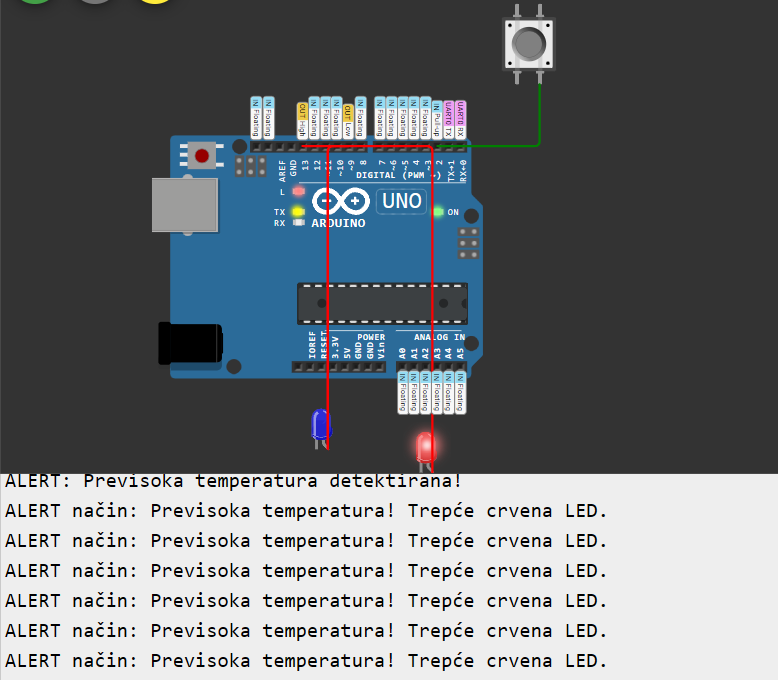 IN Floating IN Floating OUT High IN Floating IN Floating IN Floating OUT Low IN Floating IN Floating IN Floating IN Floating IN Floating IN Floating IN Pull-up UART0 TX UART0 RX
AREF GND 13 12 ~11 ~10 ~9 8 7 ~6 ~5 4 ~3 2 TX→1 RX←0
DIGITAL (PWM ~)
L
TX
RX
UNO
ON
ARDUINO
POWER
ANALOG IN
IOREF RESET 3.3V 5V GND GND Vin A0 A1 A2 A3 A4 A5
IN Floating IN Floating IN Floating IN Floating IN Floating IN Floating
ALERT: Previsoka temperatura detektirana!
ALERT način: Previsoka temperatura! Trepće crvena LED.
ALERT način: Previsoka temperatura! Trepće crvena LED.
ALERT način: Previsoka temperatura! Trepće crvena LED.
ALERT način: Previsoka temperatura! Trepće crvena LED.
ALERT način: Previsoka temperatura! Trepće crvena LED.
ALERT način: Previsoka temperatura! Trepće crvena LED.